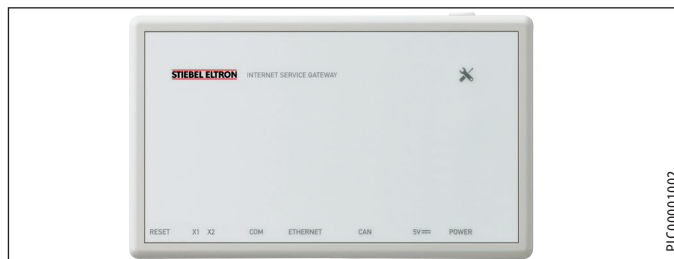 STIEBEL ELTRON INTERNET SERVICE GATEWAY
RESET X1 X2 COM ETHERNET CAN 5V⎓ POWER
PIC00001002